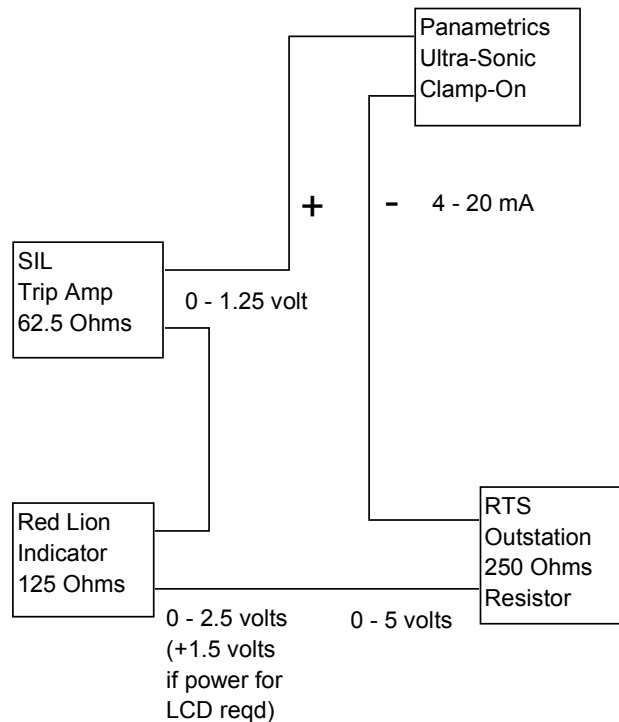 Panametrics
Ultra-Sonic
Clamp-On
+
-
4 - 20 mA
SIL
Trip Amp
62.5 Ohms
0 - 1.25 volt
Red Lion
Indicator
125 Ohms
RTS
Outstation
250 Ohms
Resistor
0 - 2.5 volts
(+1.5 volts
if power for
LCD reqd)
0 - 5 volts